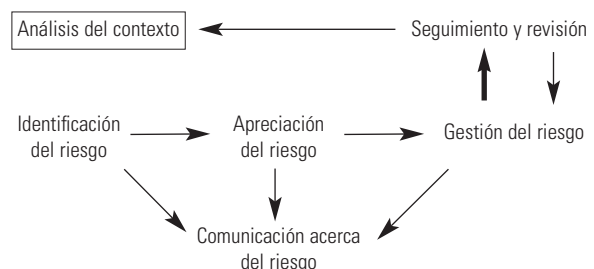 Análisis del contexto
Seguimiento y revisión
Identificación
del riesgo
Apreciación
del riesgo
Gestión del riesgo
Comunicación acerca
del riesgo